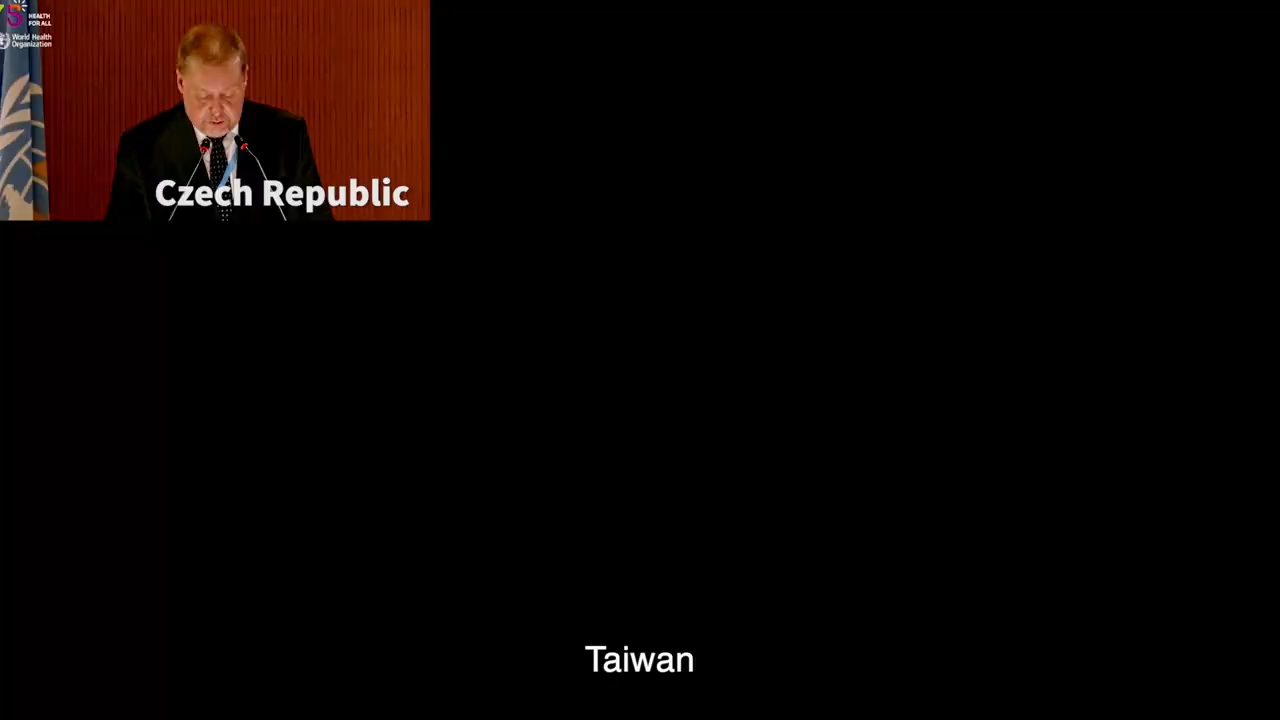 HEALTH
FOR ALL
World Health
Organization
Czech Republic
Taiwan